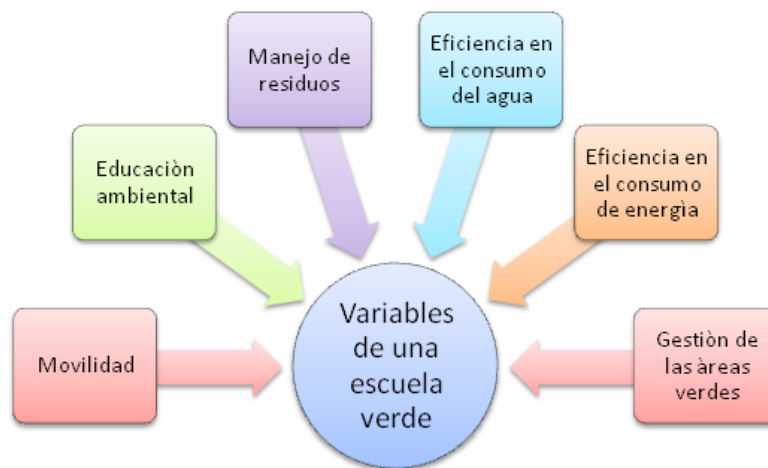 Manejo de
residuos
Eficiencia en
el consumo
del agua
Educaciòn
ambiental
Eficiencia en
el consumo
de energìa
Movilidad
Variables
de una
escuela
verde
Gestiòn de
las àreas
verdes